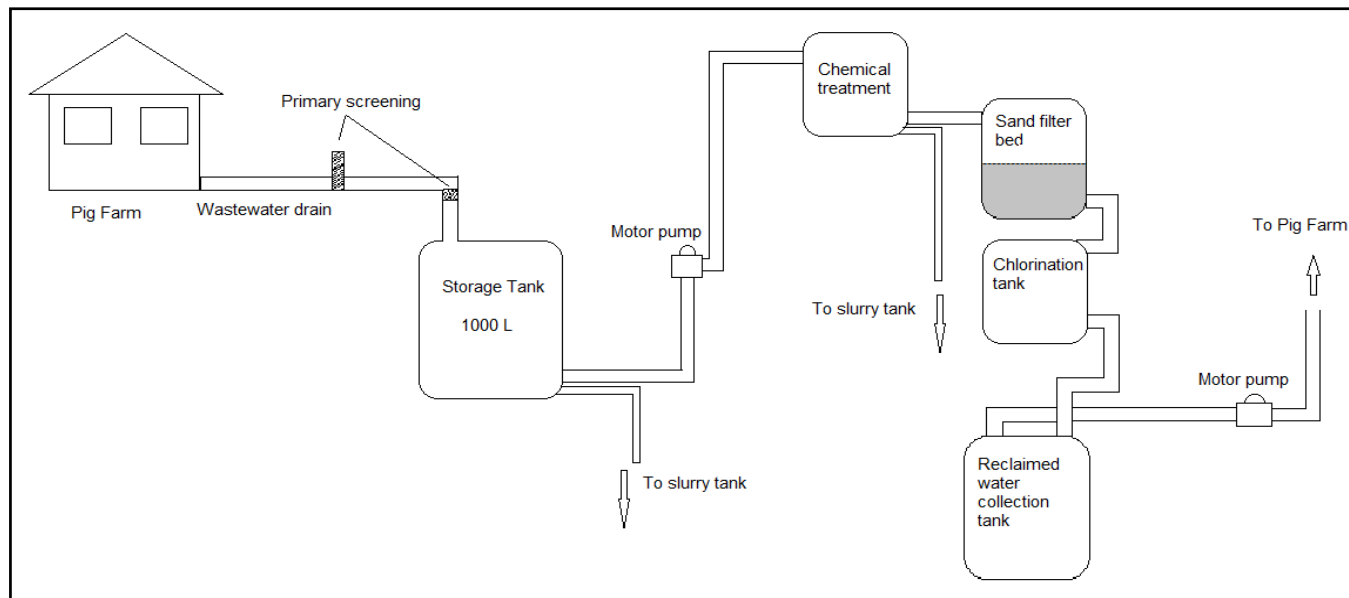 Primary screening
Pig Farm
Wastewater drain
Storage Tank
1000 L
To slurry tank
Motor pump
Chemical
treatment
To slurry tank
Sand filter
bed
Chlorination
tank
Reclaimed
water
collection
tank
Motor pump
To Pig Farm